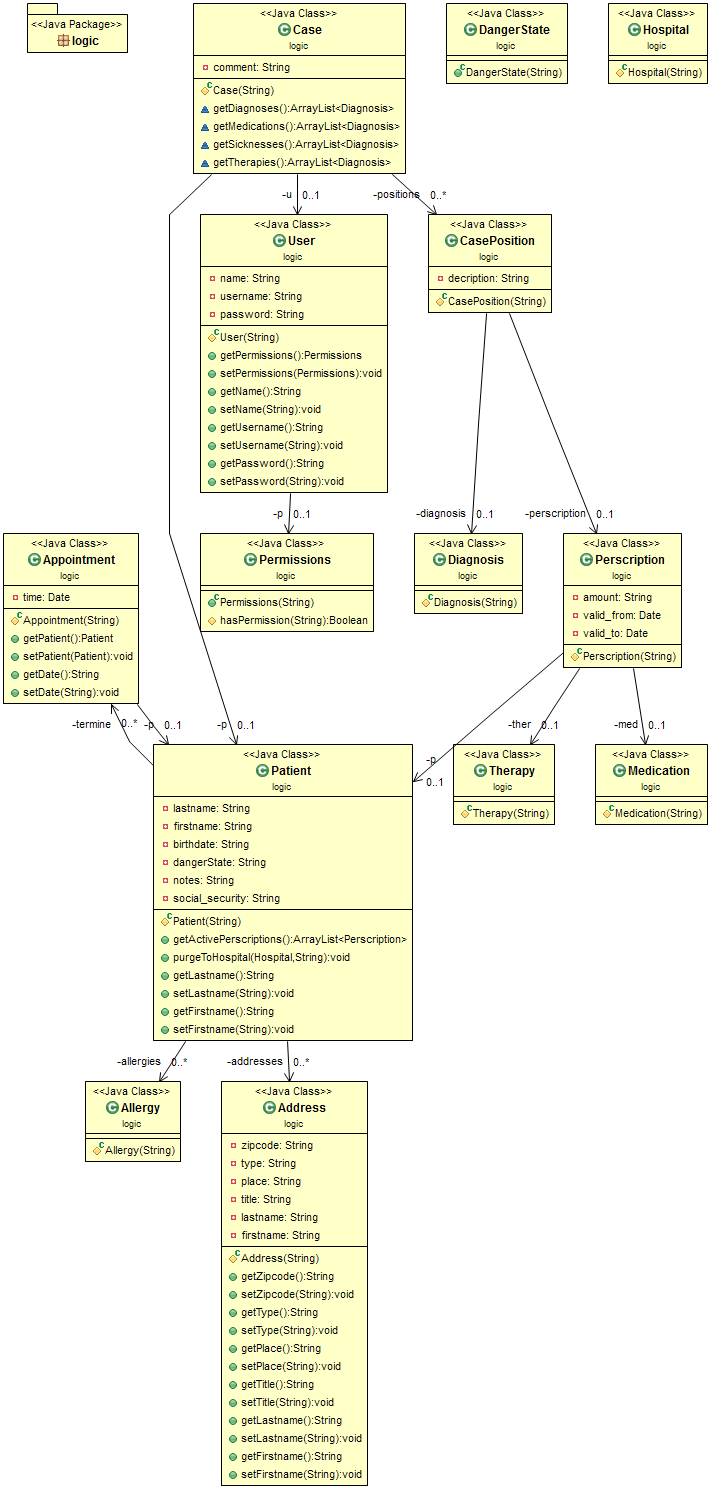 <<Java Package>>
logic
<<Java Class>>
Case
logic
comment: String
Case(String)
getDiagnoses():ArrayList<Diagnosis>
getMedications():ArrayList<Diagnosis>
getSicknesses():ArrayList<Diagnosis>
getTherapies():ArrayList<Diagnosis>
<<Java Class>>
DangerState
logic
DangerState(String)
<<Java Class>>
Hospital
logic
Hospital(String)
-u 0..1
-positions 0..*
<<Java Class>>
User
logic
name: String
username: String
password: String
User(String)
getPermissions():Permissions
setPermissions(Permissions):void
getName():String
setName(String):void
getUsername():String
setUsername(String):void
getPassword():String
setPassword(String):void
<<Java Class>>
CasePosition
logic
decription: String
CasePosition(String)
-p 0..1
-diagnosis 0..1
-perscription 0..1
<<Java Class>>
Appointment
logic
time: Date
Appointment(String)
getPatient():Patient
setPatient(Patient):void
getDate():String
setDate(String):void
<<Java Class>>
Permissions
logic
Permissions(String)
hasPermission(String):Boolean
<<Java Class>>
Diagnosis
logic
Diagnosis(String)
<<Java Class>>
Perscription
logic
amount: String
valid_from: Date
valid_to: Date
Perscription(String)
-termine 0..*
-p 0..1
-p 0..1
-p
0..1
-ther 0..1
-med 0..1
<<Java Class>>
Patient
logic
lastname: String
firstname: String
birthdate: String
dangerState: String
notes: String
social_security: String
Patient(String)
getActivePerscriptions():ArrayList<Perscription>
purgeToHospital(Hospital,String):void
getLastname():String
setLastname(String):void
getFirstname():String
setFirstname(String):void
<<Java Class>>
Therapy
logic
Therapy(String)
<<Java Class>>
Medication
logic
Medication(String)
-allergies 0..*
-addresses 0..*
<<Java Class>>
Allergy
logic
Allergy(String)
<<Java Class>>
Address
logic
zipcode: String
type: String
place: String
title: String
lastname: String
firstname: String
Address(String)
getZipcode():String
setZipcode(String):void
getType():String
setType(String):void
getPlace():String
setPlace(String):void
getTitle():String
setTitle(String):void
getLastname():String
setLastname(String):void
getFirstname():String
setFirstname(String):void